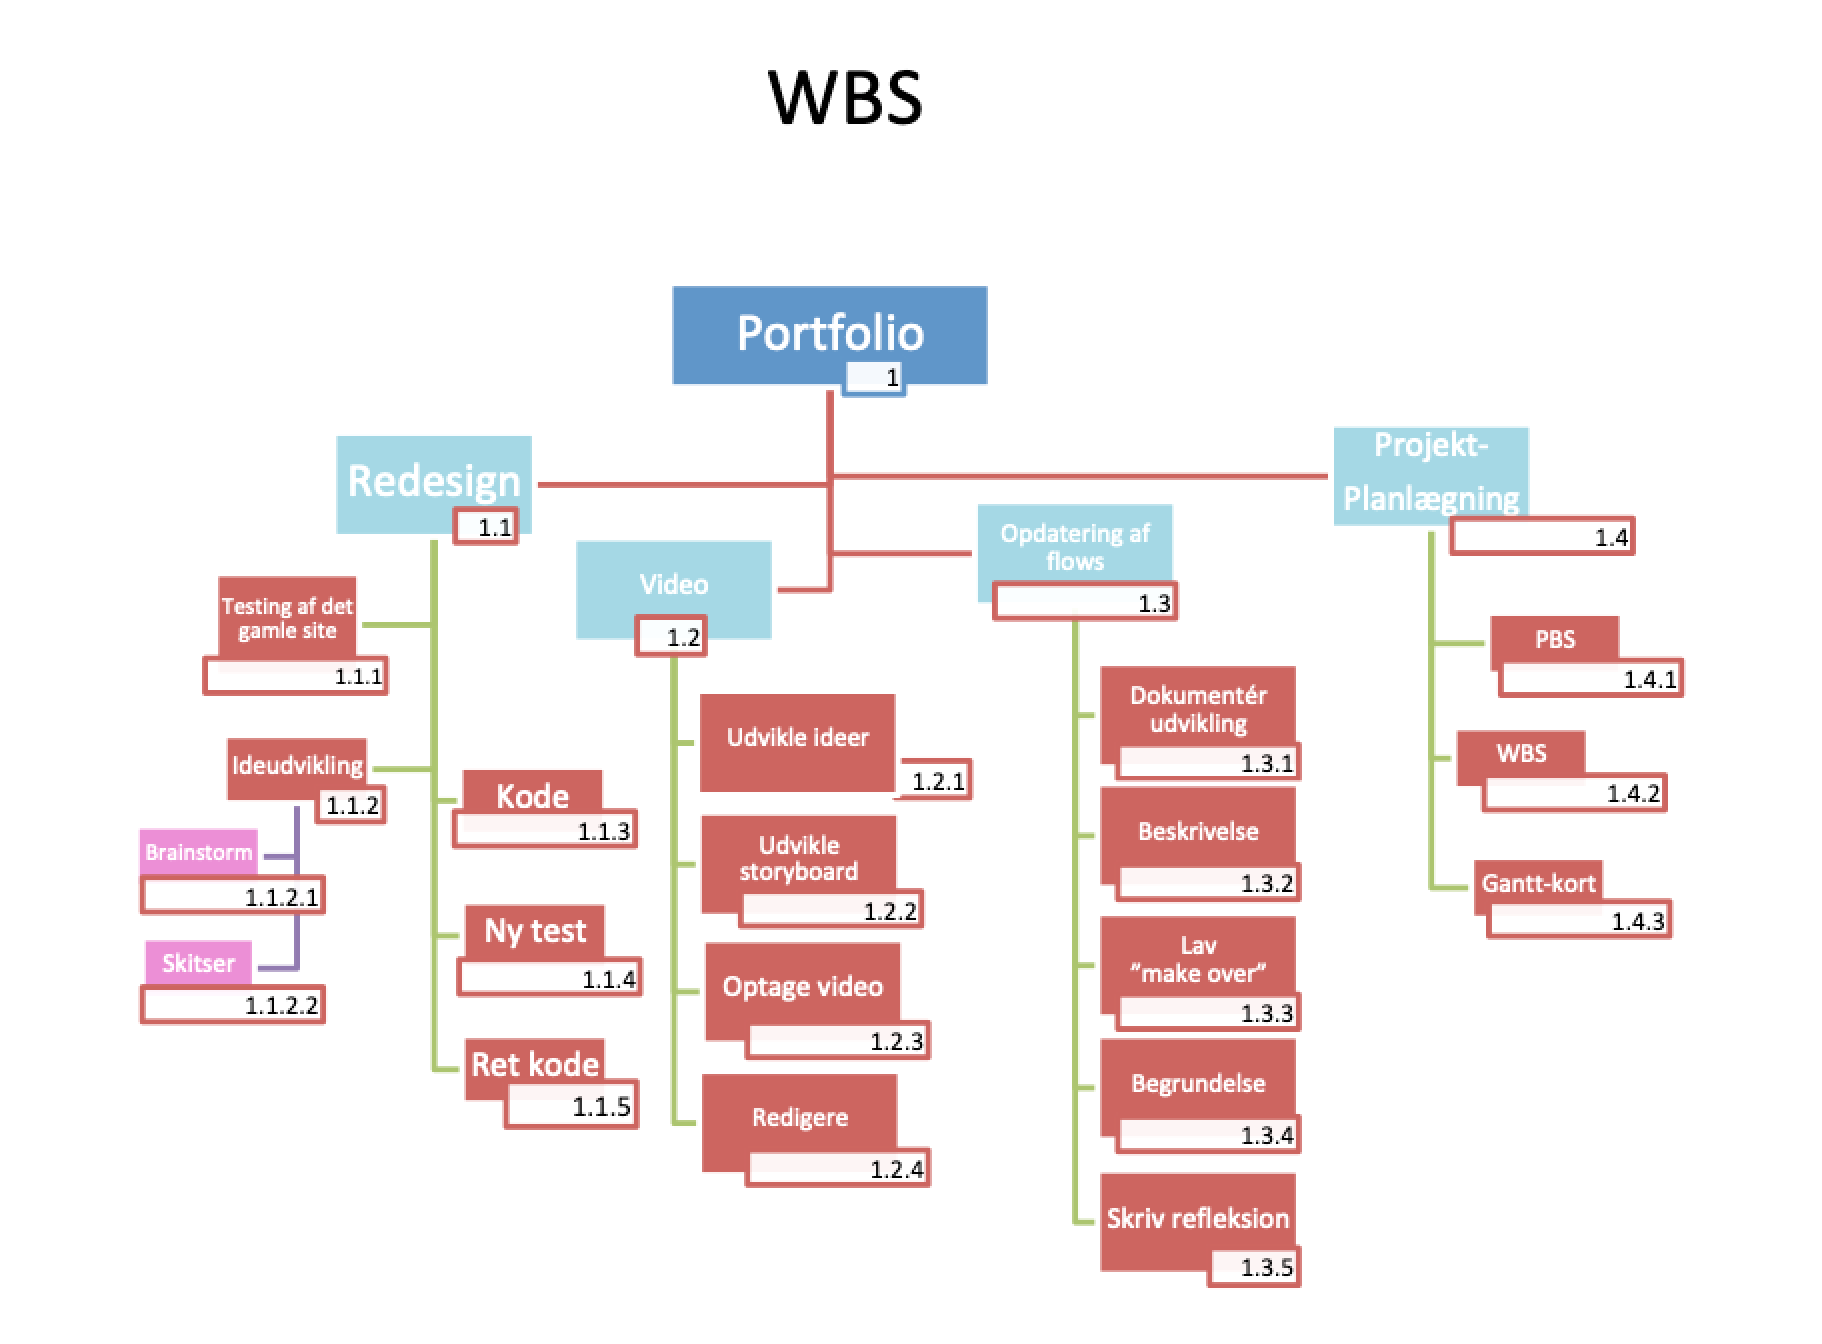 WBS
Portfolio
1
Redesign
1.1
Testing af det
gamle site
1.1.1
Ideudvikling
1.1.2
Brainstorm
1.1.2.1
Skitser
1.1.2.2
Kode
1.1.3
Ny test
1.1.4
Ret kode
1.1.5
Video
1.2
Udvikle ideer
1.2.1
Udvikle
storyboard
1.2.2
Optage video
1.2.3
Redigere
1.2.4
Opdatering af
flows
1.3
Dokumentér
udvikling
1.3.1
Beskrivelse
1.3.2
Lav
”make over”
1.3.3
Begrundelse
1.3.4
Skriv refleksion
1.3.5
Projekt-
Planlægning
1.4
PBS
1.4.1
WBS
1.4.2
Gantt-kort
1.4.3